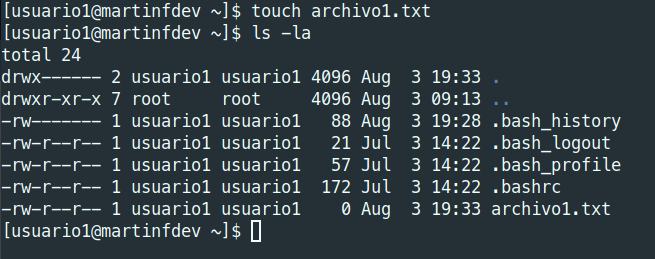 [usuario1@martinfdev ~]$ touch archivo1.txt
[usuario1@martinfdev ~]$ ls -la
total 24
drwx------ 2 usuario1 usuario1 4096 Aug  3 19:33 .
drwxr-xr-x 7 root     root     4096 Aug  3 09:13 ..
-rw------- 1 usuario1 usuario1   88 Aug  3 19:28 .bash_history
-rw-r--r-- 1 usuario1 usuario1   21 Jul  3 14:22 .bash_logout
-rw-r--r-- 1 usuario1 usuario1   57 Jul  3 14:22 .bash_profile
-rw-r--r-- 1 usuario1 usuario1  172 Jul  3 14:22 .bashrc
-rw-r--r-- 1 usuario1 usuario1    0 Aug  3 19:33 archivo1.txt
[usuario1@martinfdev ~]$